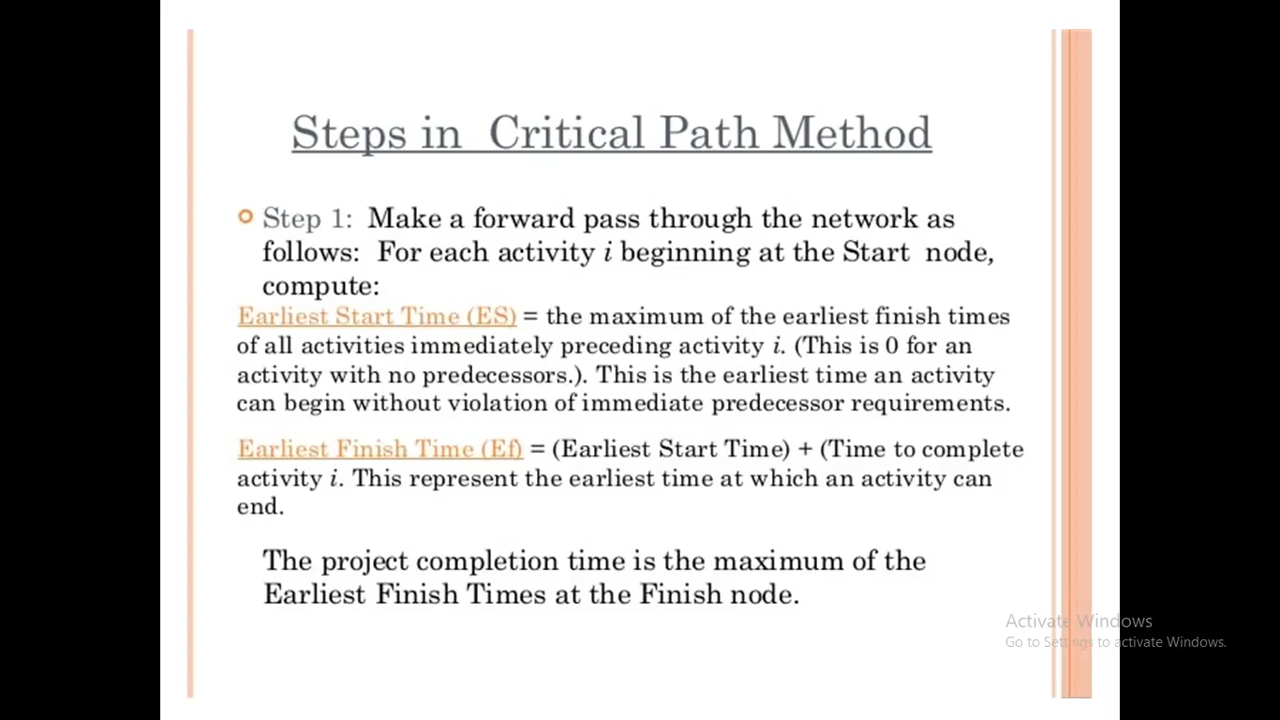 Steps in  Critical Path Method
Step 1:  Make a forward pass through the network as
follows:  For each activity i beginning at the Start  node,
compute:
Earliest Start Time (ES) = the maximum of the earliest finish times
of all activities immediately preceding activity i. (This is 0 for an
activity with no predecessors.). This is the earliest time an activity
can begin without violation of immediate predecessor requirements.
Earliest Finish Time (Ef) = (Earliest Start Time) + (Time to complete
activity i. This represent the earliest time at which an activity can
end.
The project completion time is the maximum of the
Earliest Finish Times at the Finish node.
Activate Windows
Go to Settings to activate Windows.